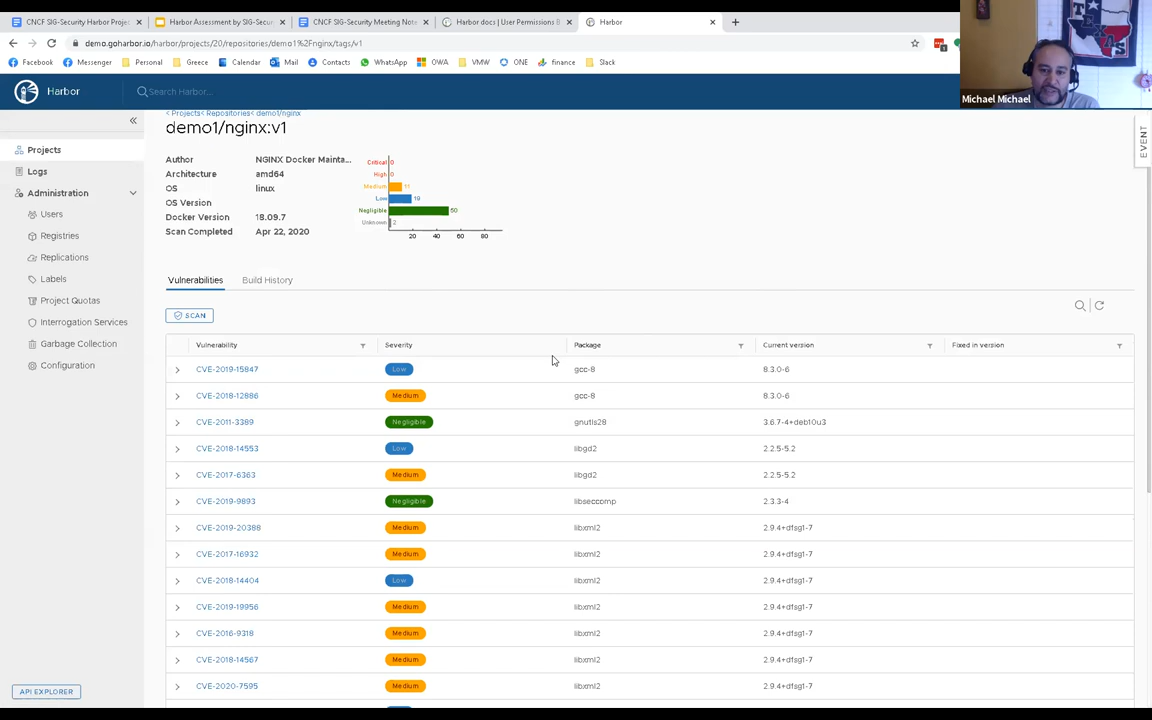 CNCF SIG-Security Harbor Proje
Harbor Assessment by SIG-Secur
CNCF SIG-Security Meeting Note
Harbor docs | User Permissions B
Harbor
demo.goharbor.io/harbor/projects/20/repositories/demo1%2Fnginx/tags/v1
Facebook
Messenger
Personal
Greece
Calendar
Mail
Contacts
WhatsApp
OWA
VMW
ONE
finance
Slack
Michael Michael
Harbor
Search Harbor...
EVENT
Projects
Logs
Administration
Users
Registries
Replications
Labels
Project Quotas
Interrogation Services
Garbage Collection
Configuration
API EXPLORER
< Projects< Repositories< demo1/nginx
demo1/nginx:v1
Author NGINX Docker Mainta...
Architecture amd64
OS linux
OS Version
Docker Version 18.09.7
Scan Completed Apr 22, 2020
Critical 0
High 0
Medium 11
Low 19
Negligible 50
Unknown 2
20 40 60 80
Vulnerabilities Build History
SCAN
Vulnerability Severity Package Current version Fixed in version
CVE-2019-15847 Low gcc-8 8.3.0-6
CVE-2018-12886 Medium gcc-8 8.3.0-6
CVE-2011-3389 Negligible gnutls28 3.6.7-4+deb10u3
CVE-2018-14553 Low libgd2 2.2.5-5.2
CVE-2017-6363 Medium libgd2 2.2.5-5.2
CVE-2019-9893 Negligible libseccomp 2.3.3-4
CVE-2019-20388 Medium libxml2 2.9.4+dfsg1-7
CVE-2017-16932 Medium libxml2 2.9.4+dfsg1-7
CVE-2018-14404 Low libxml2 2.9.4+dfsg1-7
CVE-2019-19956 Medium libxml2 2.9.4+dfsg1-7
CVE-2016-9318 Medium libxml2 2.9.4+dfsg1-7
CVE-2018-14567 Medium libxml2 2.9.4+dfsg1-7
CVE-2020-7595 Medium libxml2 2.9.4+dfsg1-7